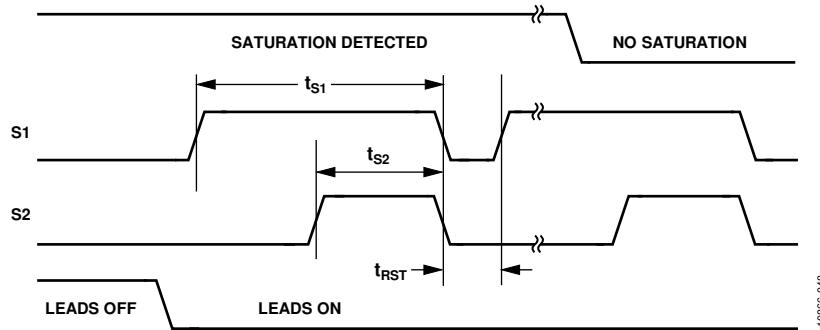 SATURATION DETECTED
NO SATURATION
tS1
S1
tS2
S2
tRST
LEADS OFF
LEADS ON